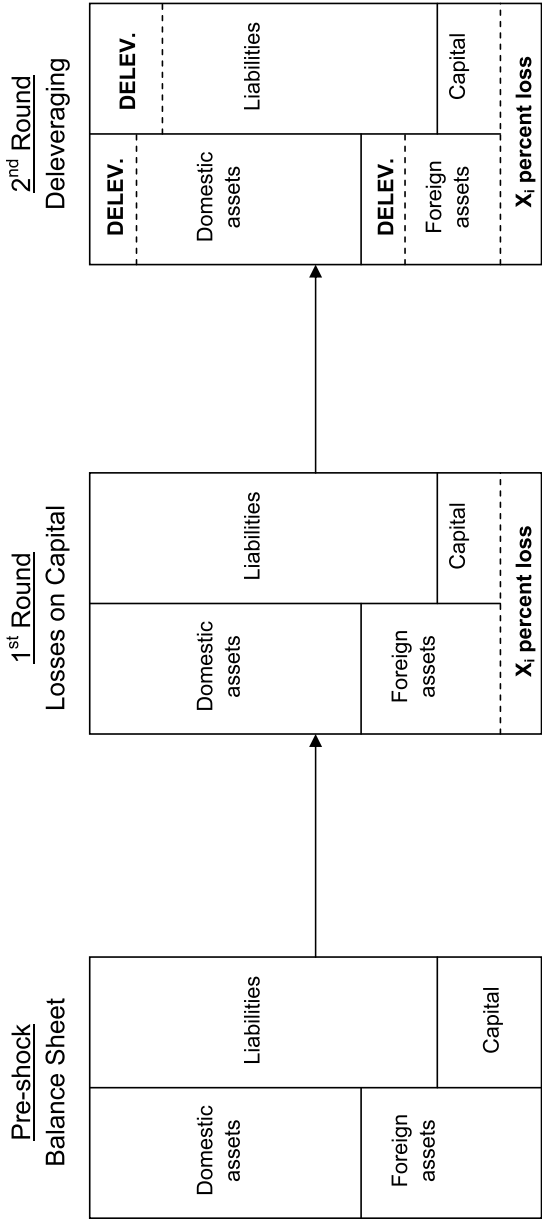 Pre-shock
Balance Sheet
Domestic
assets
Liabilities
Foreign
assets
Capital
1st Round
Losses on Capital
Domestic
assets
Liabilities
Foreign
assets
Capital
Xi percent loss
2nd Round
Deleveraging
DELEV.
DELEV.
Domestic
assets
Liabilities
DELEV.
Foreign
assets
Capital
Xi percent loss